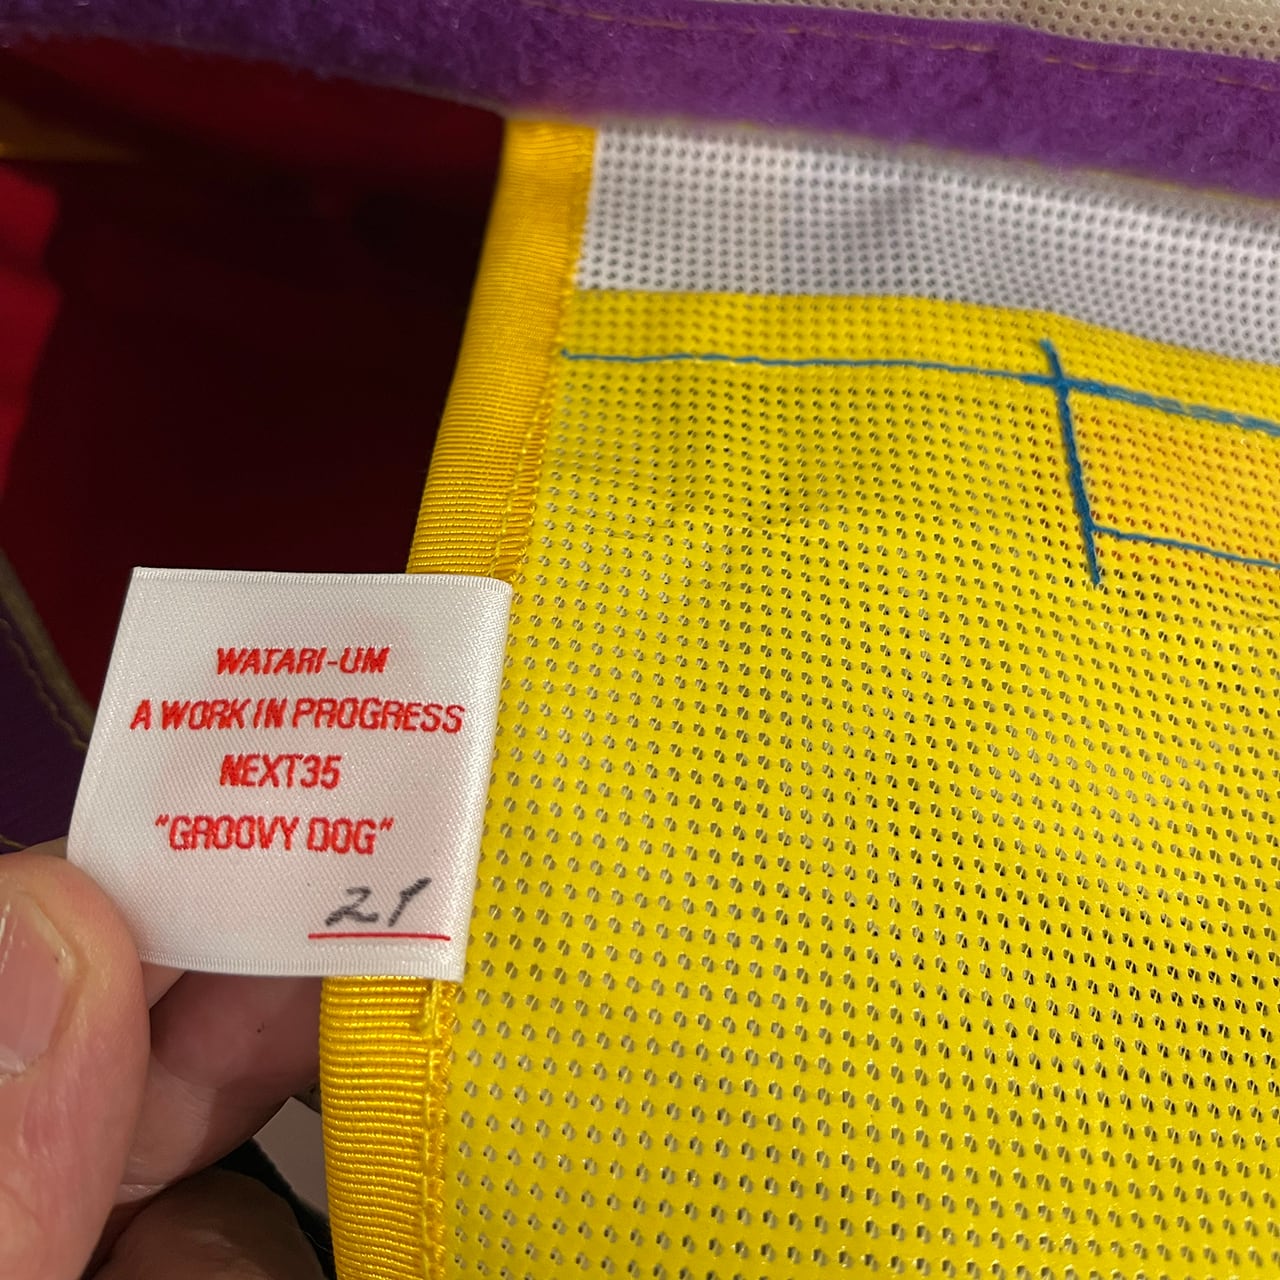 WATARI-UM
A WORK IN PROGRESS
NEXT35
"GROOVY DOG"
21